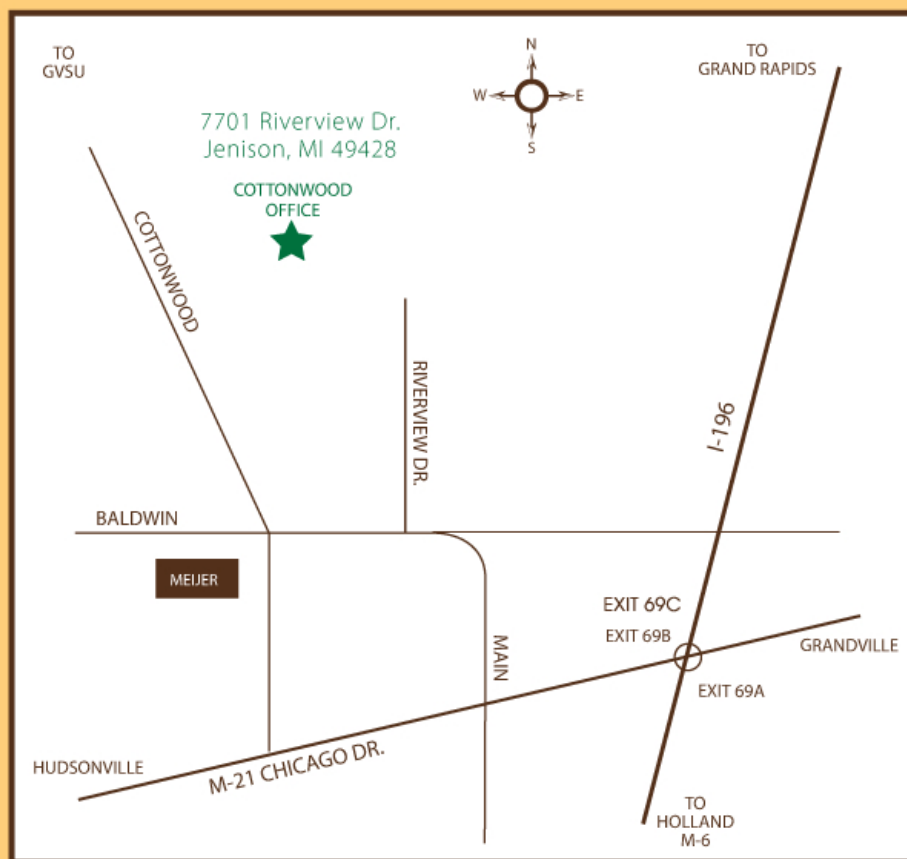 TO
GVSU
N
W
E
S
TO
GRAND RAPIDS
7701 Riverview Dr.
Jenison, MI 49428
COTTONWOOD
OFFICE
COTTONWOOD
RIVERVIEW DR.
I-196
BALDWIN
MEIJER
MAIN
EXIT 69C
EXIT 69B
GRANDVILLE
EXIT 69A
HUDSONVILLE
M-21 CHICAGO DR.
TO
HOLLAND
M-6